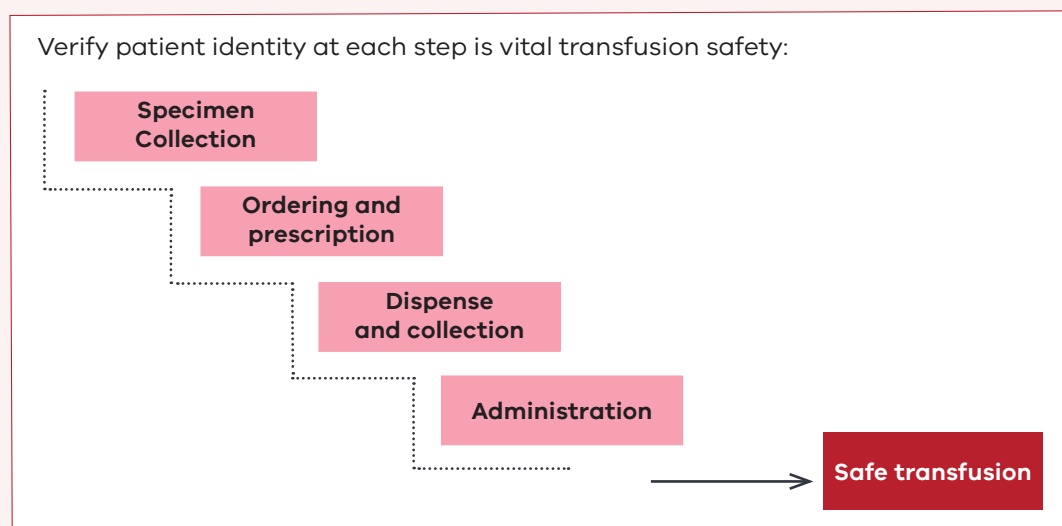 Verify patient identity at each step is vital transfusion safety:
Specimen
Collection
Ordering and
prescription
Dispense
and collection
Administration
Safe transfusion